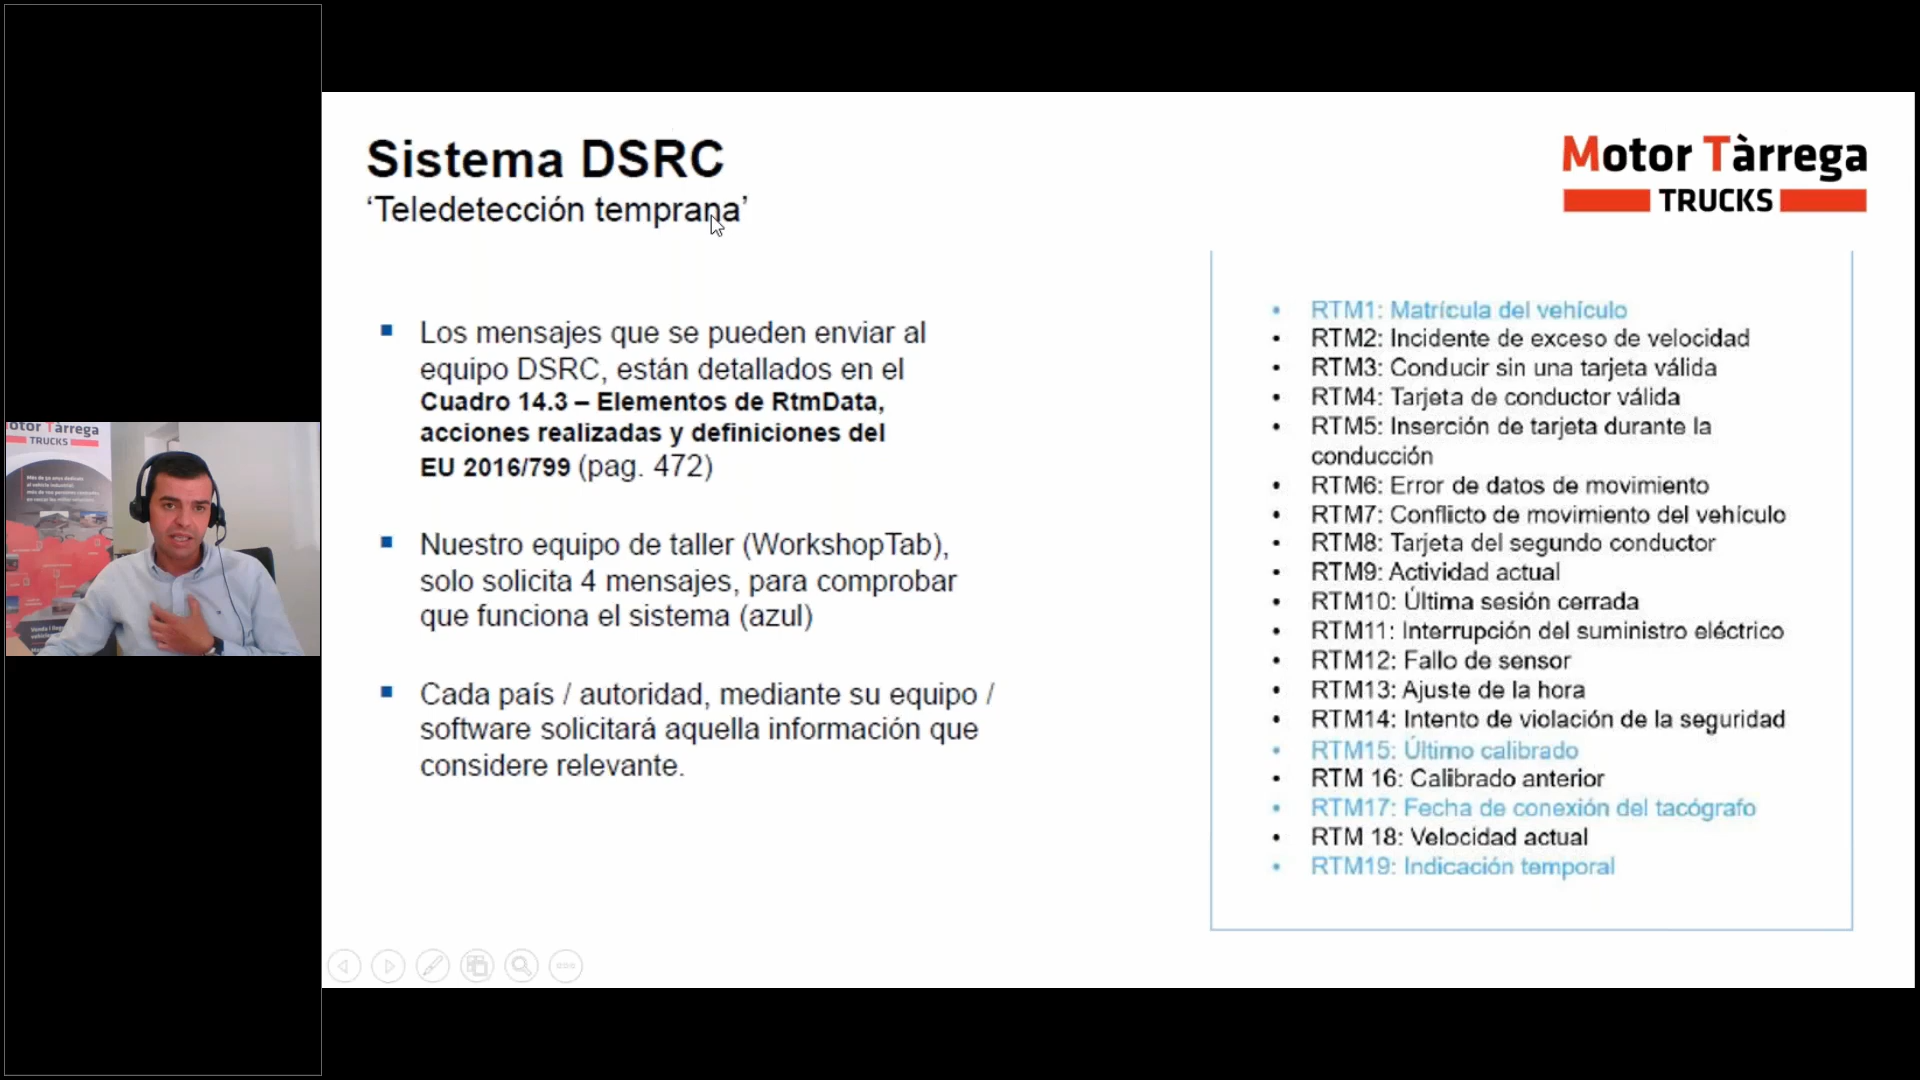 Sistema DSRC
‘Teledetección temprana’
Motor Tàrrega
TRUCKS
Los mensajes que se pueden enviar al
equipo DSRC, están detallados en el
Cuadro 14.3 – Elementos de RtmData,
acciones realizadas y definiciones del
EU 2016/799 (pag. 472)
Nuestro equipo de taller (WorkshopTab),
solo solicita 4 mensajes, para comprobar
que funciona el sistema (azul)
Cada país / autoridad, mediante su equipo /
software solicitará aquella información que
considere relevante.
RTM1: Matrícula del vehículo
RTM2: Incidente de exceso de velocidad
RTM3: Conducir sin una tarjeta válida
RTM4: Tarjeta de conductor válida
RTM5: Inserción de tarjeta durante la
conducción
RTM6: Error de datos de movimiento
RTM7: Conflicto de movimiento del vehículo
RTM8: Tarjeta del segundo conductor
RTM9: Actividad actual
RTM10: Última sesión cerrada
RTM11: Interrupción del suministro eléctrico
RTM12: Fallo de sensor
RTM13: Ajuste de la hora
RTM14: Intento de violación de la seguridad
RTM15: Último calibrado
RTM 16: Calibrado anterior
RTM17: Fecha de conexión del tacógrafo
RTM 18: Velocidad actual
RTM19: Indicación temporal
otor Tàrrega
TRUCKS